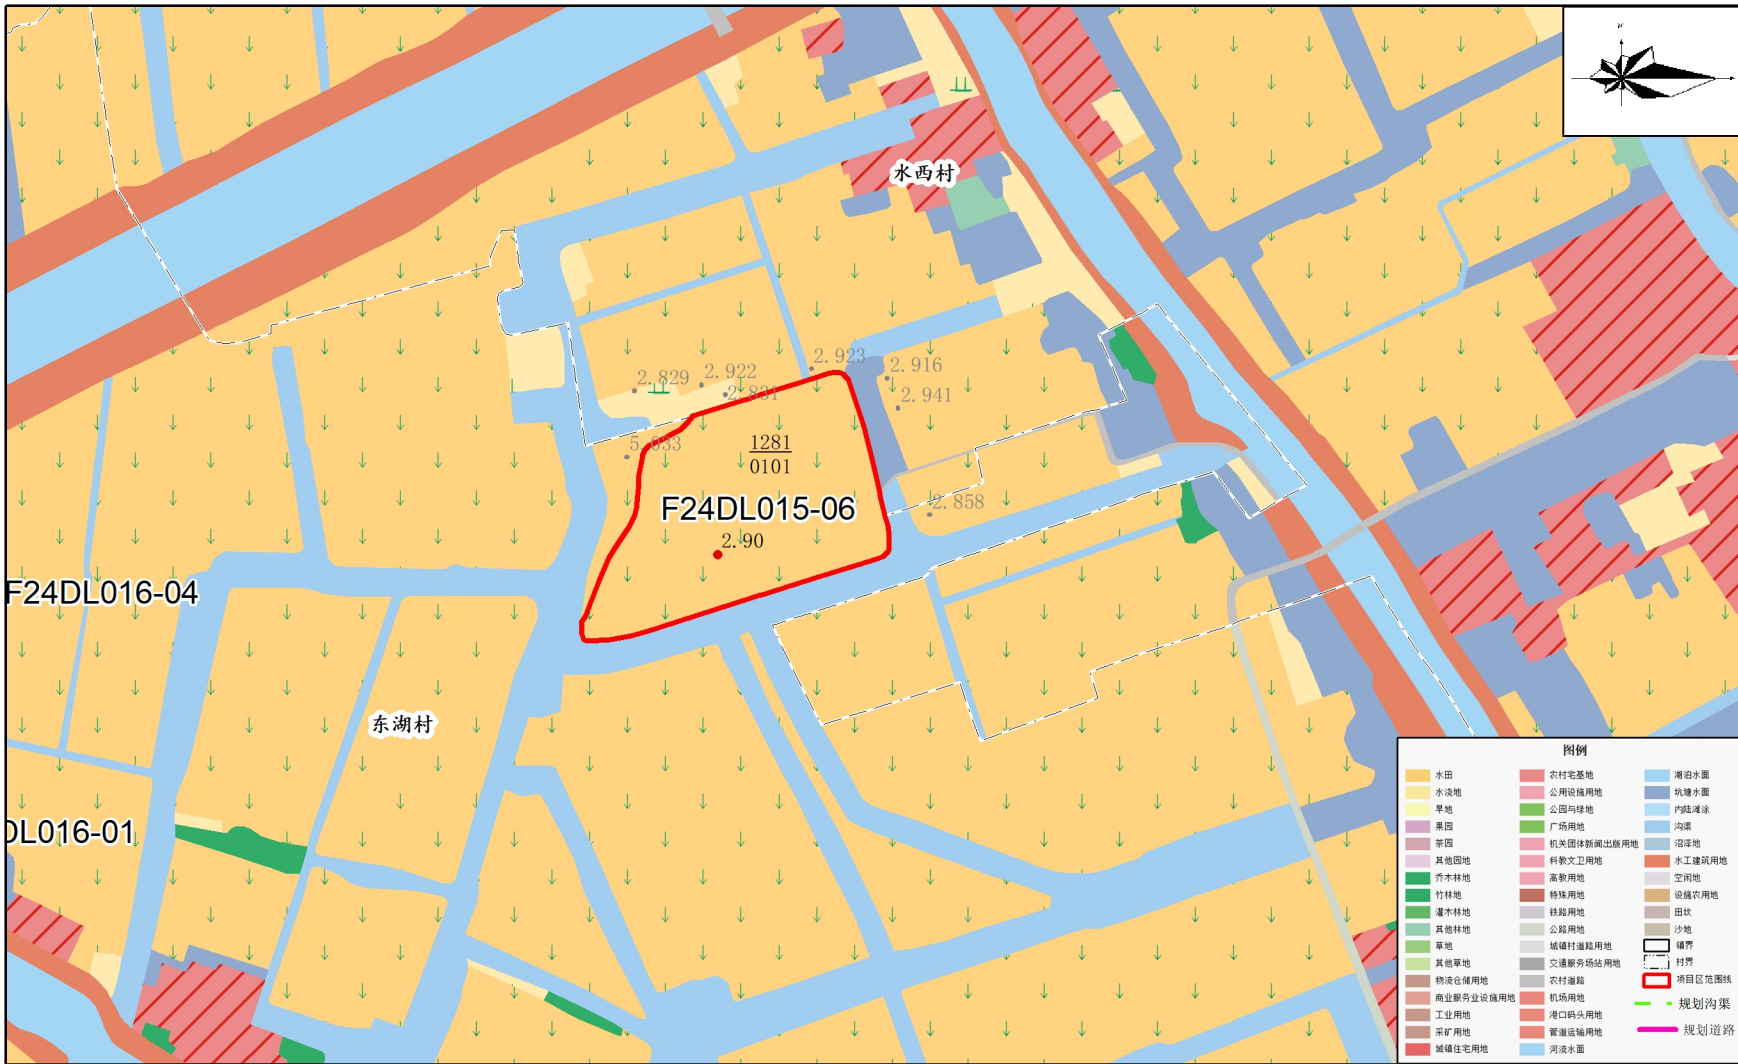 N
水西村
2.923
2.916
2.922
2.829
2.831
2.941
5.033
1281
0101
F24DL015-06
2.858
2.90
F24DL016-04
东湖村
DL016-01
图例
水田
水浇地
旱地
果园
茶园
其他园地
乔木林地
竹林地
灌木林地
其他林地
草地
其他草地
物流仓储用地
商业服务业设施用地
工业用地
采矿用地
城镇住宅用地
农村宅基地
公用设施用地
公园与绿地
广场用地
机关团体新闻出版用地
科教文卫用地
高教用地
特殊用地
铁路用地
公路用地
城镇村道路用地
交通服务场站用地
农村道路
机场用地
港口码头用地
管道运输用地
河流水面
湖泊水面
坑塘水面
内陆滩涂
沟渠
沼泽地
水工建筑用地
空闲地
设施农用地
田坎
沙地
镇界
村界
项目区范围线
规划沟渠
规划道路